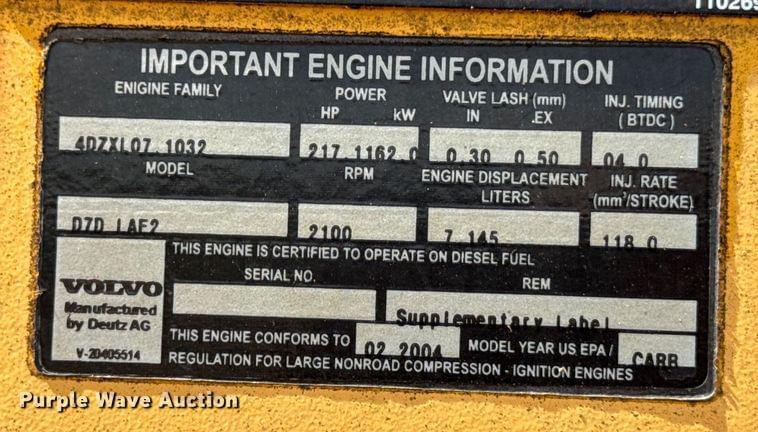 IMPORTANT ENGINE INFORMATION
ENIGINE FAMILY POWER VALVE LASH (mm) INJ. TIMING
HP kW IN .EX (BTDC)
4DZXL07.1032 217.1 162.0 0.30 0.50 04.0
MODEL RPM ENGINE DISPLACEMENT INJ. RATE
LITERS (mm³/STROKE)
D7D LAE2 2100 7.145 118.0
THIS ENGINE IS CERTIFIED TO OPERATE ON DIESEL FUEL
SERIAL NO. REM
VOLVO
Manufactured
by Deutz AG
V-20405514
Supplementary Label
THIS ENGINE CONFORMS TO 02 2004 MODEL YEAR US EPA / CARB
REGULATION FOR LARGE NONROAD COMPRESSION - IGNITION ENGINES
Purple Wave Auction